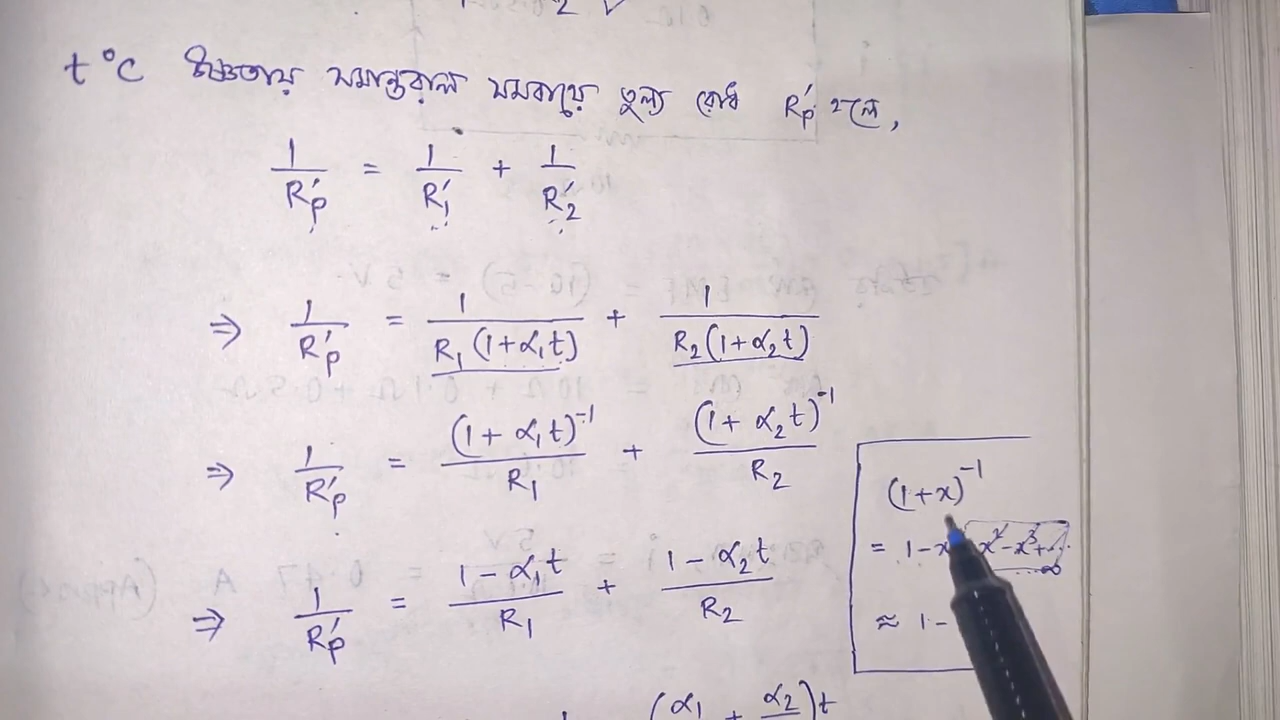 t°C উষ্ণতায় সমান্তরাল সমবায়ে তুল্য রোধ R'p হলে,
1/R'p = 1/R'1 + 1/R'2
⇒ 1/R'p = 1/R1(1+α1t) + 1/R2(1+α2t)
⇒ 1/R'p = (1+α1t)^-1/R1 + (1+α2t)^-1/R2
⇒ 1/R'p = 1-α1t/R1 + 1-α2t/R2
(α1 + α2)t
(1+x)^-1
= 1-x x²-x³+...∞
≈ 1-